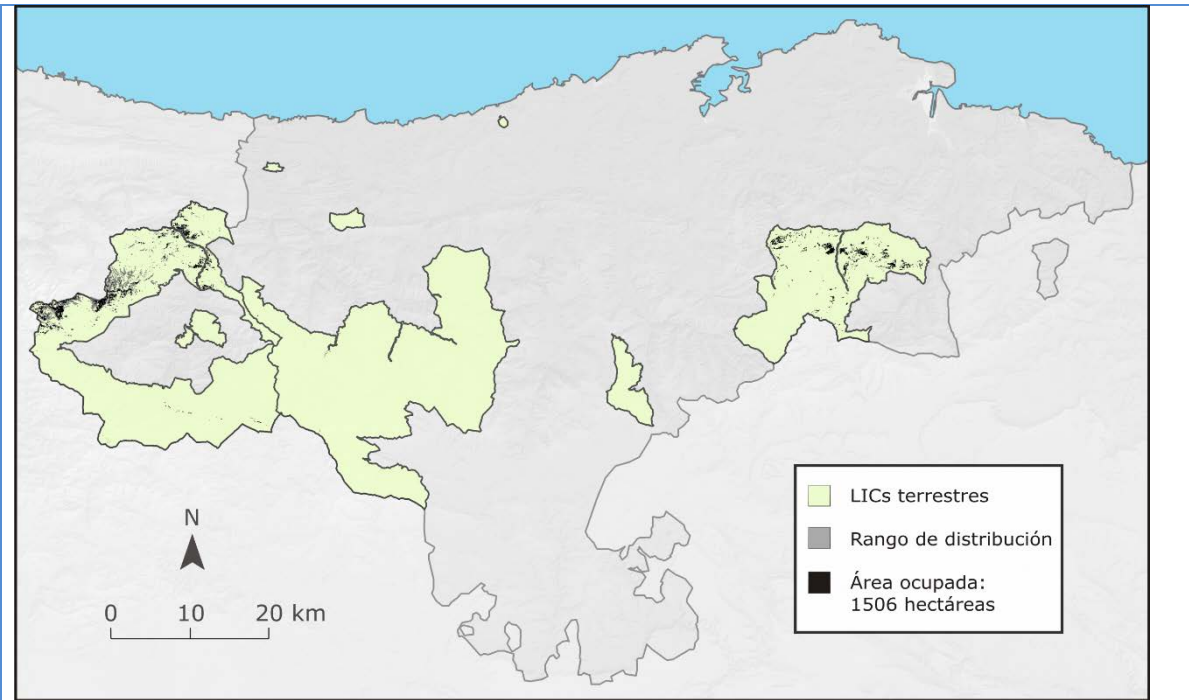 N
0 10 20 km
LICs terrestres
Rango de distribución
Área ocupada:
1506 hectáreas